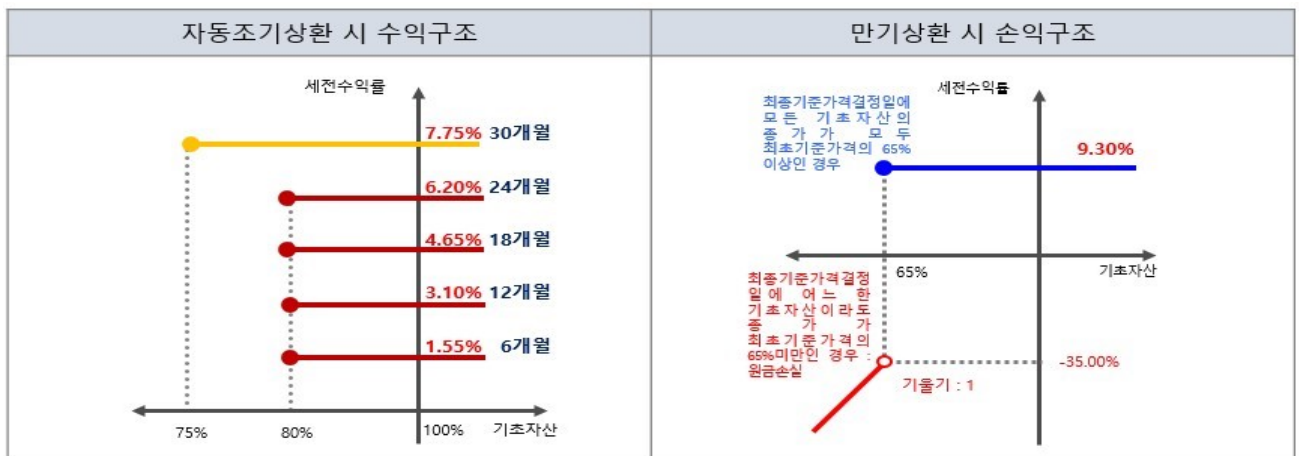 자동조기상환 시 수익구조
세전수익률
7.75% 30개월
6.20% 24개월
4.65% 18개월
3.10% 12개월
1.55% 6개월
75%
80%
100%
기초자산
만기상환 시 손익구조
세전수익률
최종기준가격결정일에
모든 기초자산의
종가가 모두
최초기준가격의 65%
이상인 경우
9.30%
65%
기초자산
최종기준가격결정
일에 어느 한
기초자산이라도
종가가
최초기준가격의
65%미만인 경우 :
원금손실
-35.00%
기울기 : 1